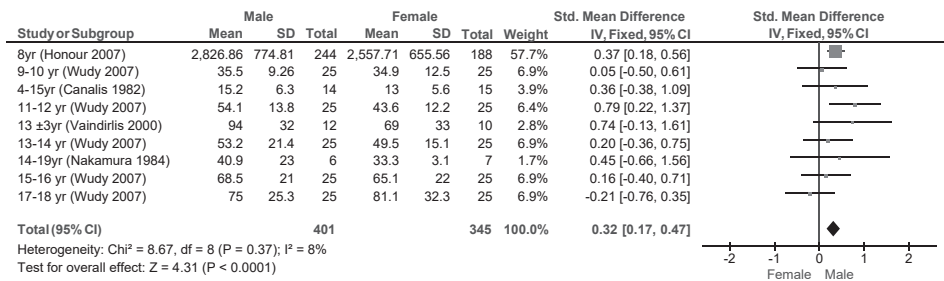 Male Female Std. Mean Difference Std. Mean Difference
Study or Subgroup Mean SD Total Mean SD Total Weight IV, Fixed, 95% CI IV, Fixed, 95% CI
8yr (Honour 2007) 2,826.86 774.81 244 2,557.71 655.56 188 57.7% 0.37 [0.18, 0.56]
9-10 yr (Wudy 2007) 35.5 9.26 25 34.9 12.5 25 6.9% 0.05 [-0.50, 0.61]
4-15yr (Canalis 1982) 15.2 6.3 14 13 5.6 15 3.9% 0.36 [-0.38, 1.09]
11-12 yr (Wudy 2007) 54.1 13.8 25 43.6 12.2 25 6.4% 0.79 [0.22, 1.37]
13 ±3yr (Vaindirlis 2000) 94 32 12 69 33 10 2.8% 0.74 [-0.13, 1.61]
13-14 yr (Wudy 2007) 53.2 21.4 25 49.5 15.1 25 6.9% 0.20 [-0.36, 0.75]
14-19yr (Nakamura 1984) 40.9 23 6 33.3 3.1 7 1.7% 0.45 [-0.66, 1.56]
15-16 yr (Wudy 2007) 68.5 21 25 65.1 22 25 6.9% 0.16 [-0.40, 0.71]
17-18 yr (Wudy 2007) 75 25.3 25 81.1 32.3 25 6.9% -0.21 [-0.76, 0.35]
Total (95% CI) 401 345 100.0% 0.32 [0.17, 0.47]
Heterogeneity: Chi² = 8.67, df = 8 (P = 0.37); I² = 8%
Test for overall effect: Z = 4.31 (P < 0.0001)
-2 -1 0 1 2
Female Male